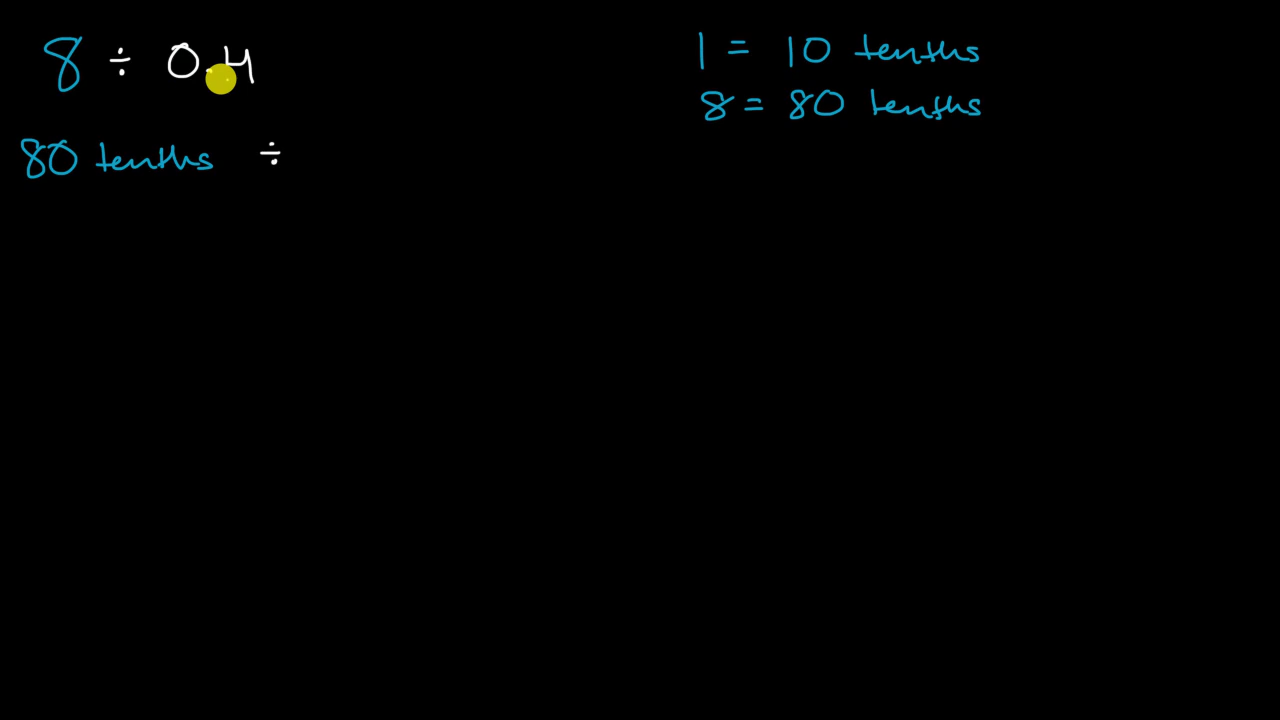 8 ÷ 0.4
1 = 10 tenths
8 = 80 tenths
80 tenths ÷